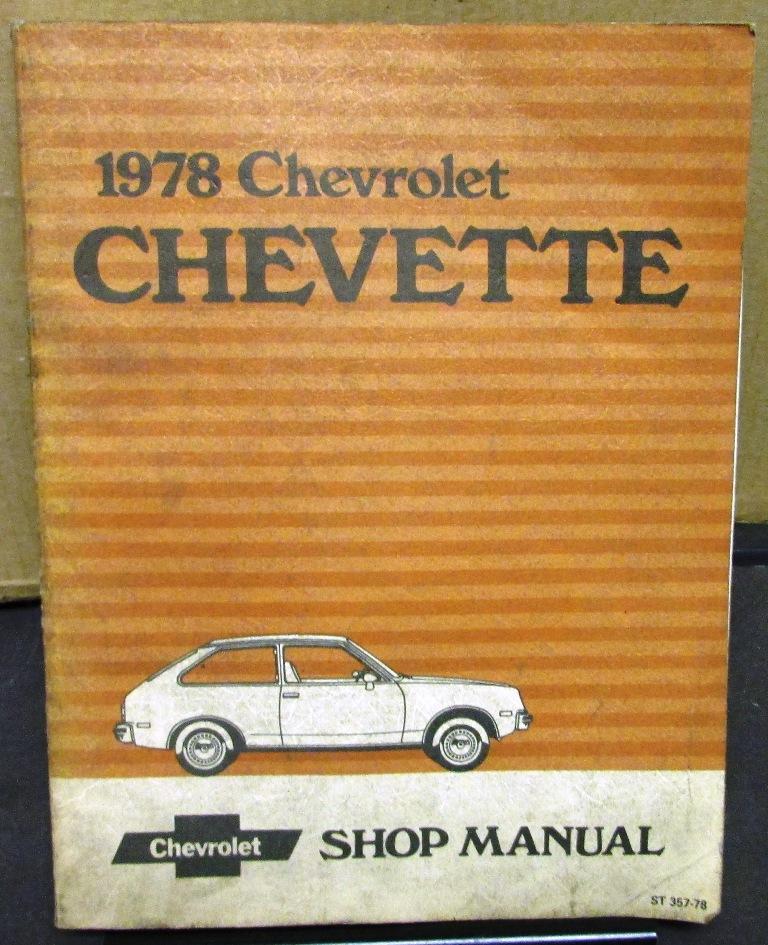 1978 Chevrolet
CHEVETTE
Chevrolet SHOP MANUAL
ST 357-78